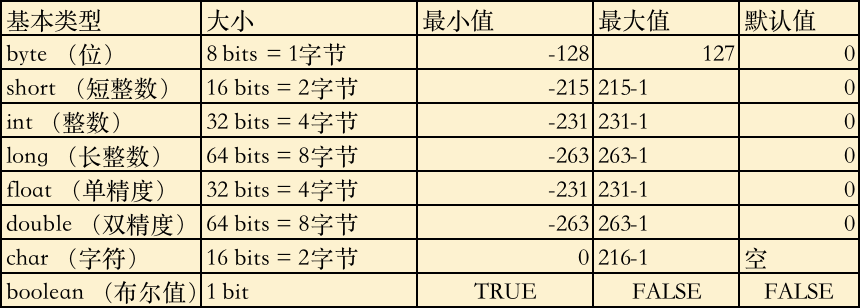 基本类型 大小 最小值 最大值 默认值
byte （位） 8 bits = 1字节 -128 127 0
short （短整数） 16 bits = 2字节 -215 215-1 0
int （整数） 32 bits = 4字节 -231 231-1 0
long （长整数） 64 bits = 8字节 -263 263-1 0
float （单精度） 32 bits = 4字节 -231 231-1 0
double （双精度） 64 bits = 8字节 -263 263-1 0
char （字符） 16 bits = 2字节 0 216-1 空
boolean （布尔值） 1 bit TRUE FALSE FALSE